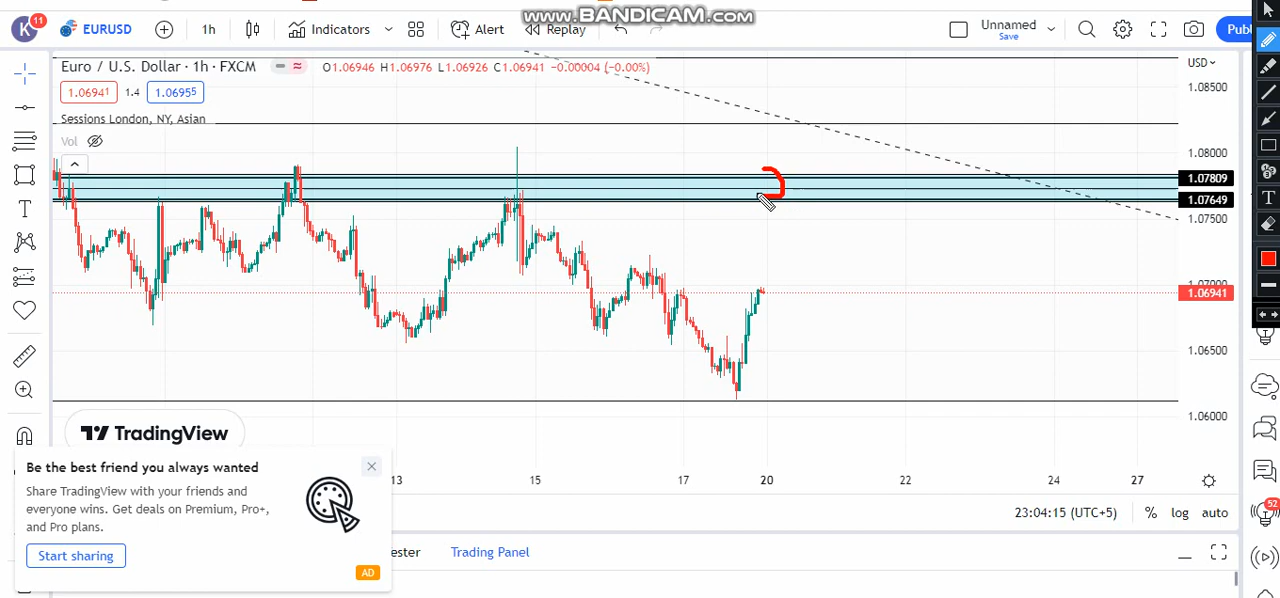 www.BANDICAM.com
K 11 EURUSD 1h Indicators Alert Replay Unnamed Save Publ
Euro / U.S. Dollar · 1h · FXCM O1.06946 H1.06976 L1.06926 C1.06941 -0.00004 (-0.00%)
USD
1.06941 1.4 1.06955
Sessions London, NY, Asian
Vol
1.08500
1.08000
1.07809
1.07649
1.07500
1.06941
1.06500
1.06000
TradingView
13 15 17 20 22 24 27
Be the best friend you always wanted
Share TradingView with your friends and
everyone wins. Get deals on Premium, Pro+,
and Pro plans.
Start sharing
AD
23:04:15 (UTC+5) % log auto
52
ester Trading Panel
T
T